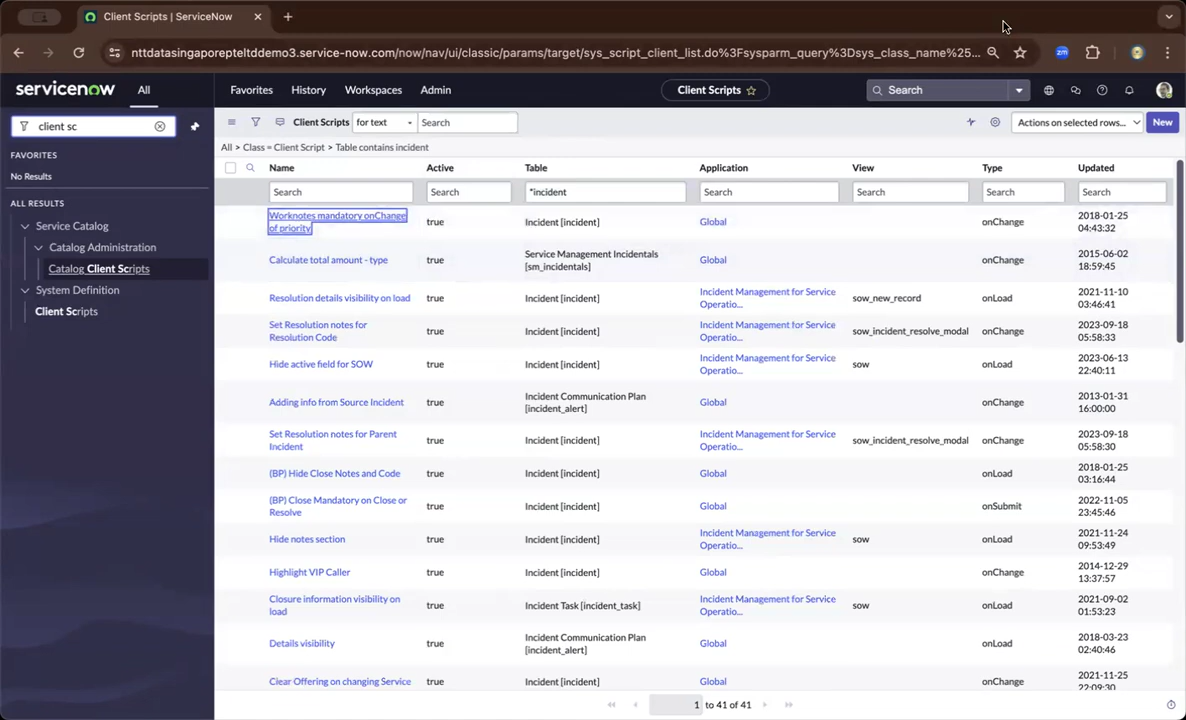 Client Scripts | ServiceNow
nttdatasingaporepteltddemo3.service-now.com/now/nav/ui/classic/params/target/sys_script_client_list.do%3Fsysparm_query%3Dsys_class_name%25...
zm
servicenow All Favorites History Workspaces Admin Client Scripts Search
client sc
FAVORITES
No Results
ALL RESULTS
Service Catalog
Catalog Administration
Catalog Client Scripts
System Definition
Client Scripts
Client Scripts for text Search Actions on selected rows... New
All > Class = Client Script > Table contains incident
Name Active Table Application View Type Updated
Search Search *incident Search Search Search Search
Worknotes mandatory onChange of priority true Incident [incident] Global onChange 2018-01-25 04:43:32
Calculate total amount - type true Service Management Incidentals [sm_incidentals] Global onChange 2015-06-02 18:59:45
Resolution details visibility on load true Incident [incident] Incident Management for Service Operatio... sow_new_record onLoad 2021-11-10 03:46:41
Set Resolution notes for Resolution Code true Incident [incident] Incident Management for Service Operatio... sow_incident_resolve_modal onChange 2023-09-18 05:58:33
Hide active field for SOW true Incident [incident] Incident Management for Service Operatio... sow onLoad 2023-06-13 22:40:11
Adding info from Source Incident true Incident Communication Plan [incident_alert] Global onChange 2013-01-31 16:00:00
Set Resolution notes for Parent Incident true Incident [incident] Incident Management for Service Operatio... sow_incident_resolve_modal onChange 2023-09-18 05:58:30
(BP) Hide Close Notes and Code true Incident [incident] Global onLoad 2018-01-25 03:16:44
(BP) Close Mandatory on Close or Resolve true Incident [incident] Global onSubmit 2022-11-05 23:45:46
Hide notes section true Incident [incident] Incident Management for Service Operatio... sow onLoad 2021-11-24 09:53:49
Highlight VIP Caller true Incident [incident] Global onChange 2014-12-29 13:37:57
Closure information visibility on load true Incident Task [incident_task] Incident Management for Service Operatio... sow onLoad 2021-09-02 01:53:23
Details visibility true Incident Communication Plan [incident_alert] Global onLoad 2018-03-23 02:40:46
Clear Offering on changing Service true Incident [incident] Global onChange 2021-11-25 22:09:30
1 to 41 of 41